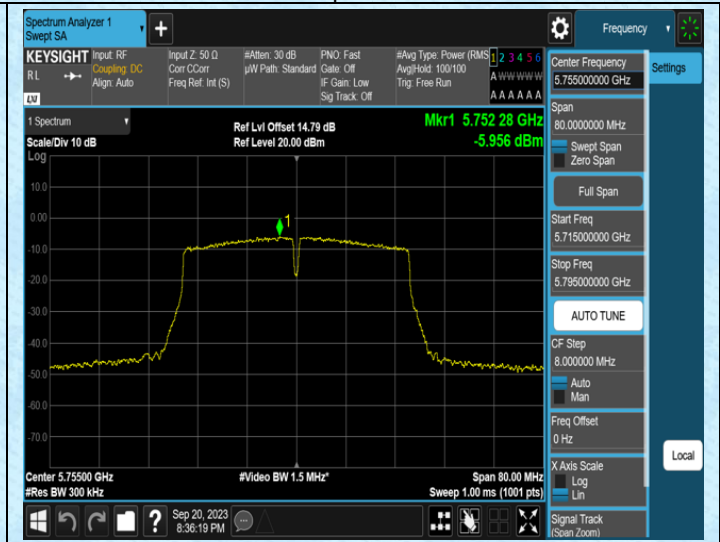 Spectrum Analyzer 1
Swept SA
+
Frequency
KEYSIGHT
RL
LXI
Input: RF
Coupling: DC
Align: Auto
Input Z: 50 Ω
Corr CCorr
Freq Ref: Int (S)
#Atten: 30 dB
µW Path: Standard
PNO: Fast
Gate: Off
IF Gain: Low
Sig Track: Off
#Avg Type: Power (RMS
Avg|Hold: 100/100
Trig: Free Run
1 2 3 4 5 6
A W W W W W
A A A A A A
1 Spectrum
Scale/Div 10 dB
Log
Ref Lvl Offset 14.79 dB
Ref Level 20.00 dBm
Mkr1 5.752 28 GHz
-5.956 dBm
1
10.0
0.00
-10.0
-20.0
-30.0
-40.0
-50.0
-60.0
-70.0
Center 5.75500 GHz
#Res BW 300 kHz
#Video BW 1.5 MHz*
Span 80.00 MHz
Sweep 1.00 ms (1001 pts)
Center Frequency
5.755000000 GHz
Span
80.0000000 MHz
Swept Span
Zero Span
Full Span
Start Freq
5.715000000 GHz
Stop Freq
5.795000000 GHz
AUTO TUNE
CF Step
8.000000 MHz
Auto
Man
Freq Offset
0 Hz
X Axis Scale
Log
Lin
Signal Track
(Span Zoom)
Settings
Local
?
Sep 20, 2023
8:36:19 PM